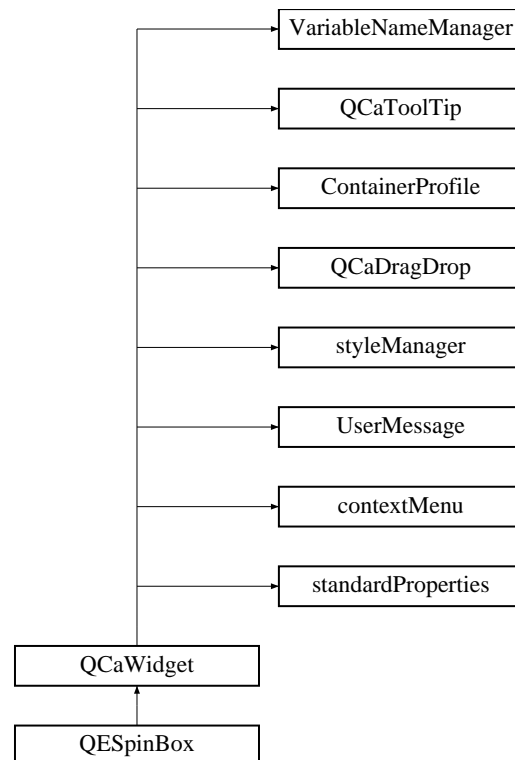 VariableNameManager
QCaToolTip
ContainerProfile
QCaDragDrop
styleManager
UserMessage
contextMenu
standardProperties
QCaWidget
QESpinBox